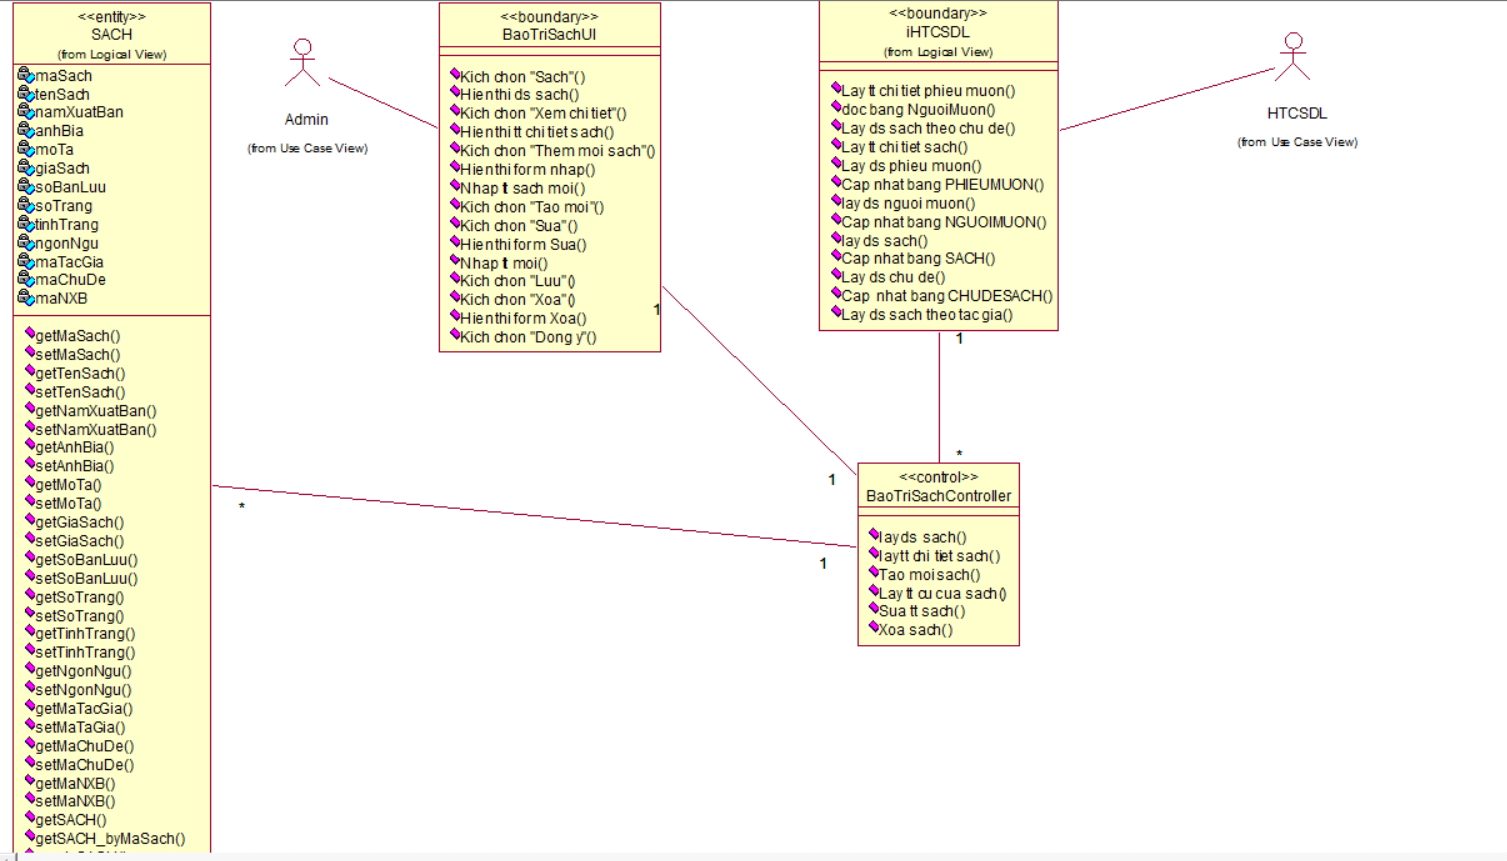 <<entity>>
SACH
(from Logical View)
maSach
tenSach
namXuatBan
anhBia
moTa
giaSach
soBanLuu
soTrang
tinhTrang
ngonNgu
maTacGia
maChuDe
maNXB
getMaSach()
setMaSach()
getTenSach()
setTenSach()
getNamXuatBan()
setNamXuatBan()
getAnhBia()
setAnhBia()
getMoTa()
setMoTa()
getGiaSach()
setGiaSach()
getSoBanLuu()
setSoBanLuu()
getSoTrang()
setSoTrang()
getTinhTrang()
setTinhTrang()
getNgonNgu()
setNgonNgu()
getMaTacGia()
setMaTaGia()
getMaChuDe()
setMaChuDe()
getMaNXB()
setMaNXB()
getSACH()
getSACH_byMaSach()
Admin
(from Use Case View)
<<boundary>>
BaoTriSachUI
Kich chon "Sach"()
Hien thi ds sach()
Kich chon "Xem chi tiet"()
Hien thi tt chi tiet sach()
Kich chon "Them moi sach"()
Hien thi form nhap()
Nhap tt sach moi()
Kich chon "Tao moi"()
Kich chon "Sua"()
Hien thi form Sua()
Nhap tt moi()
Kich chon "Luu"()
Kich chon "Xoa"()
Hien thi form Xoa()
Kich chon "Dong y"()
<<boundary>>
iHTCSDL
(from Logical View)
Lay tt chi tiet phieu muon()
doc bang NguoiMuon()
Lay ds sach theo chu de()
Lay tt chi tiet sach()
Lay ds phieu muon()
Cap nhat bang PHIEUMUON()
lay ds nguoi muon()
Cap nhat bang NGUOIMUON()
lay ds sach()
Cap nhat bang SACH()
Lay ds chu de()
Cap nhat bang CHUDESACH()
Lay ds sach theo tac gia()
HTCSDL
(from Use Case View)
1
1
*
1
*
1
<<control>>
BaoTriSachController
lay ds sach()
lay tt chi tiet sach()
Tao moi sach()
Lay tt cu cua sach()
Sua tt sach()
Xoa sach()